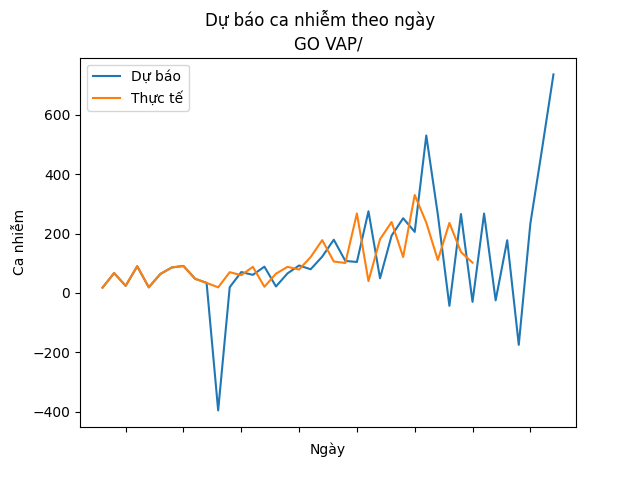 Dự báo ca nhiễm theo ngày
GO VAP/
Dự báo
Thực tế
600
400
200
0
−200
−400
Ca nhiễm
Ngày